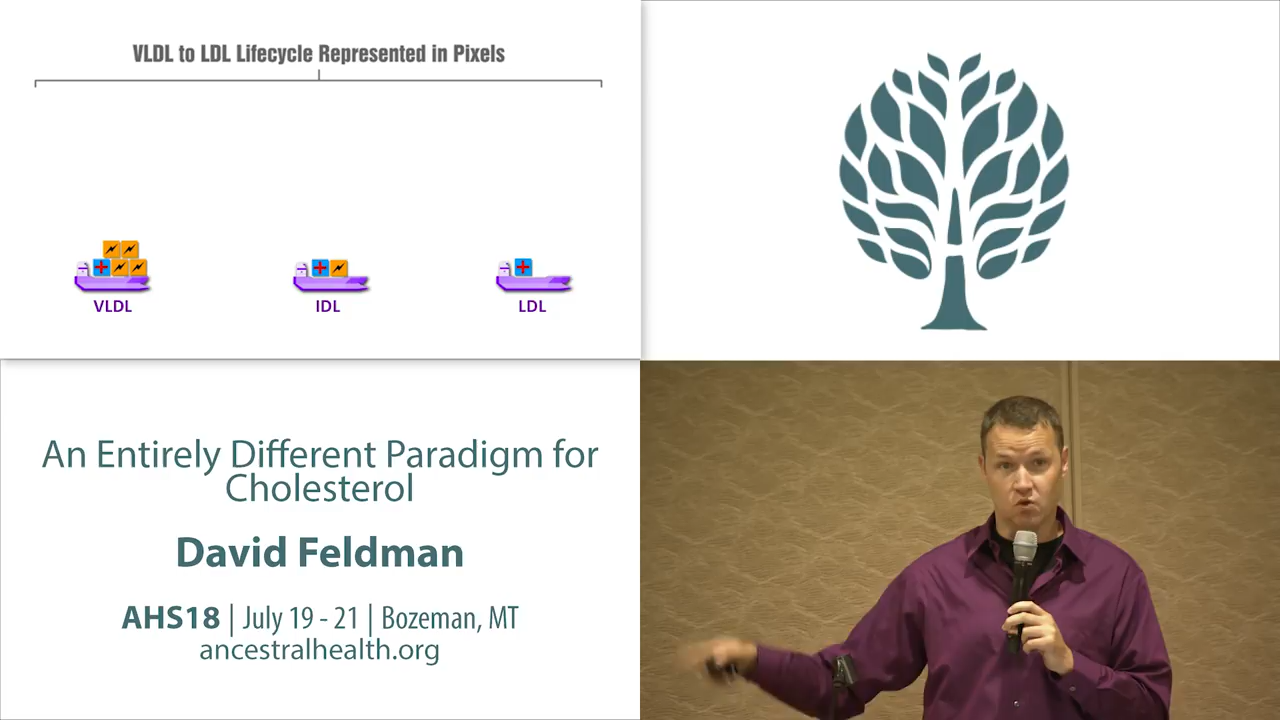 VLDL to LDL Lifecycle Represented in Pixels
VLDL
IDL
LDL
An Entirely Different Paradigm for
Cholesterol
David Feldman
AHS18 | July 19 - 21 | Bozeman, MT
ancestralhealth.org